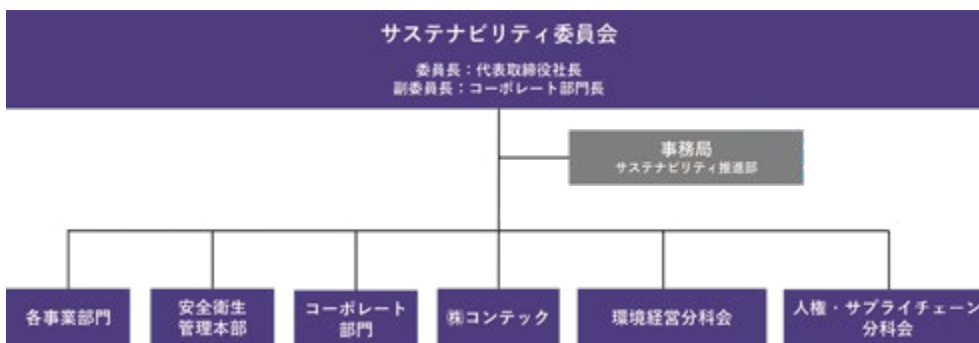 サステナビリティ委員会
委員長：代表取締役社長
副委員長：コーポレート部門長
事務局
サステナビリティ推進部
各事業部門
安全衛生
管理本部
コーポレート
部門
㈱コンテック
環境経営分科会
人権・サプライチェーン
分科会